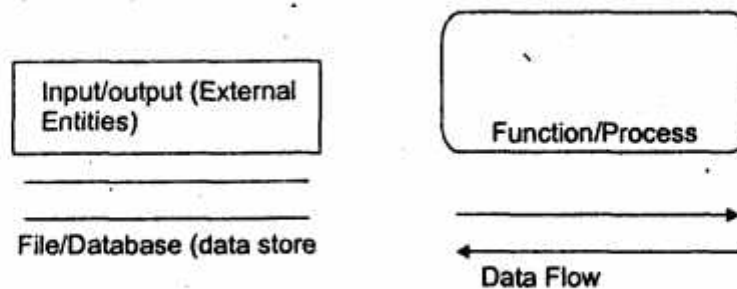 Input/output (External
Entities)
Function/Process
File/Database (data store
Data Flow